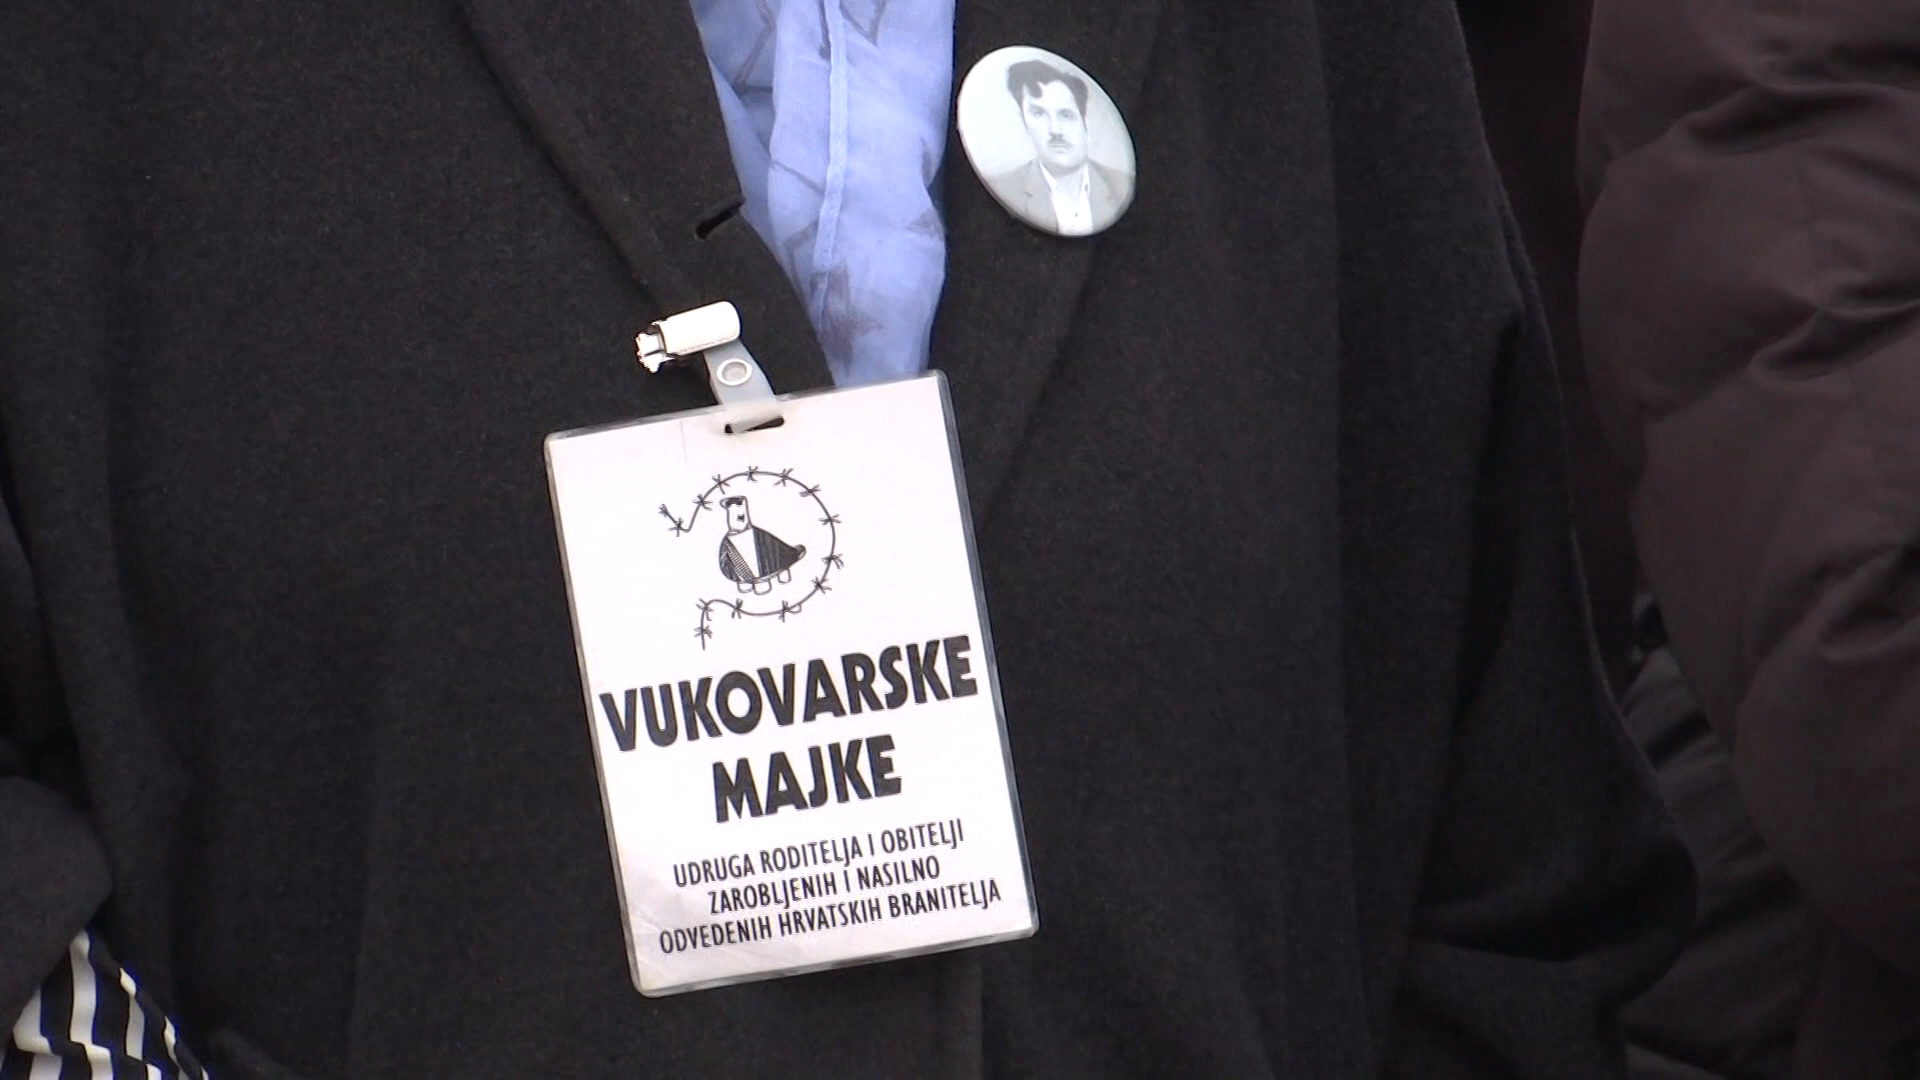 VUKOVARSKE
MAJKE
UDRUGA RODITELJA I OBITELJI
ZAROBLJENIH I NASILNO
ODVEDENIH HRVATSKIH BRANITELJA